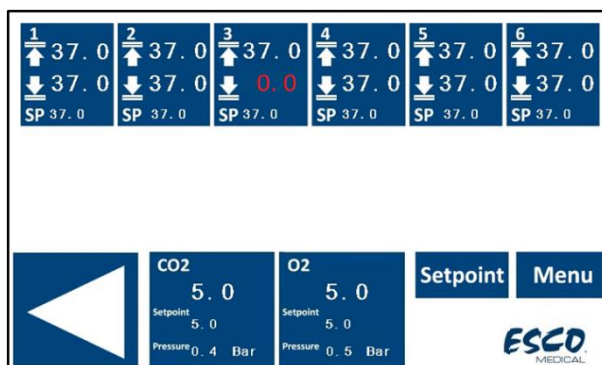 1 2 3 4 5 6
37.0 37.0 37.0 37.0 37.0 37.0
37.0 37.0 0.0 37.0 37.0 37.0
SP 37.0 SP 37.0 SP 37.0 SP 37.0 SP 37.0 SP 37.0
CO2
5.0
Setpoint
5.0
Pressure 0.4 Bar
O2
5.0
Setpoint
5.0
Pressure 0.5 Bar
Setpoint
Menu
ESCO
MEDICAL